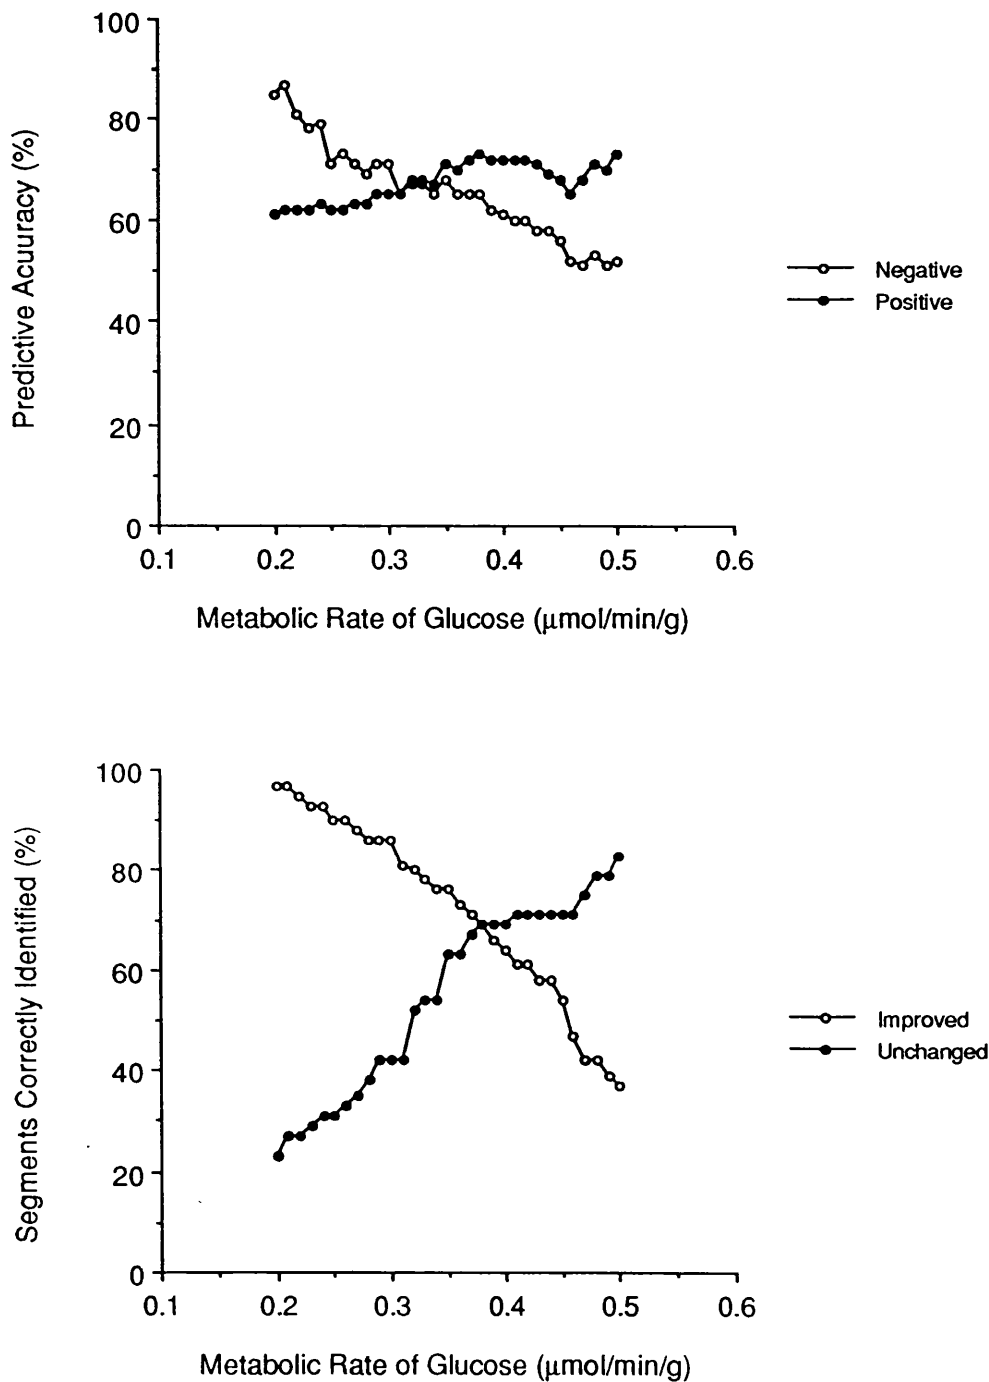 100
80
60
40
20
0
Predictive Acuuracy (%)
0.1 0.2 0.3 0.4 0.5 0.6
Metabolic Rate of Glucose (μmol/min/g)
Negative
Positive
100
80
60
40
20
0
Segments Correctly Identified (%)
0.1 0.2 0.3 0.4 0.5 0.6
Metabolic Rate of Glucose (μmol/min/g)
Improved
Unchanged